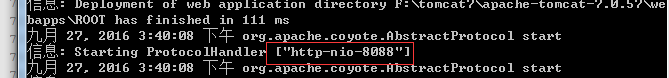 信息: Deployment of web application directory F:\tomcat7\apache-tomcat-7.0.57\we
bapps\ROOT has finished in 111 ms
九月 27, 2016 3:40:08 下午 org.apache.coyote.AbstractProtocol start
信息: Starting ProtocolHandler ["http-nio-8088"]
九月 27, 2016 3:40:08 下午 org.apache.coyote.AbstractProtocol start